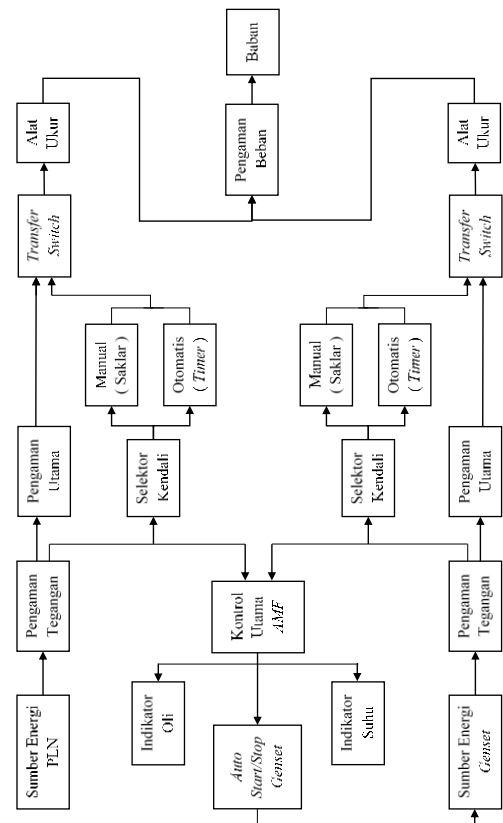 Sumber Energi
PLN
Pengaman
Tegangan
Pengaman
Utama
Transfer
Switch
Alat
Ukur
Selektor
Kendali
Manual
( Saklar )
Otomatis
( Timer )
Indikator
Oli
Kontrol
Utama
AMF
Auto
Start/Stop
Genset
Indikator
Suhu
Pengaman
Beban
Baban
Selektor
Kendali
Manual
( Saklar )
Otomatis
( Timer )
Sumber Energi
Genset
Pengaman
Tegangan
Pengaman
Utama
Transfer
Switch
Alat
Ukur